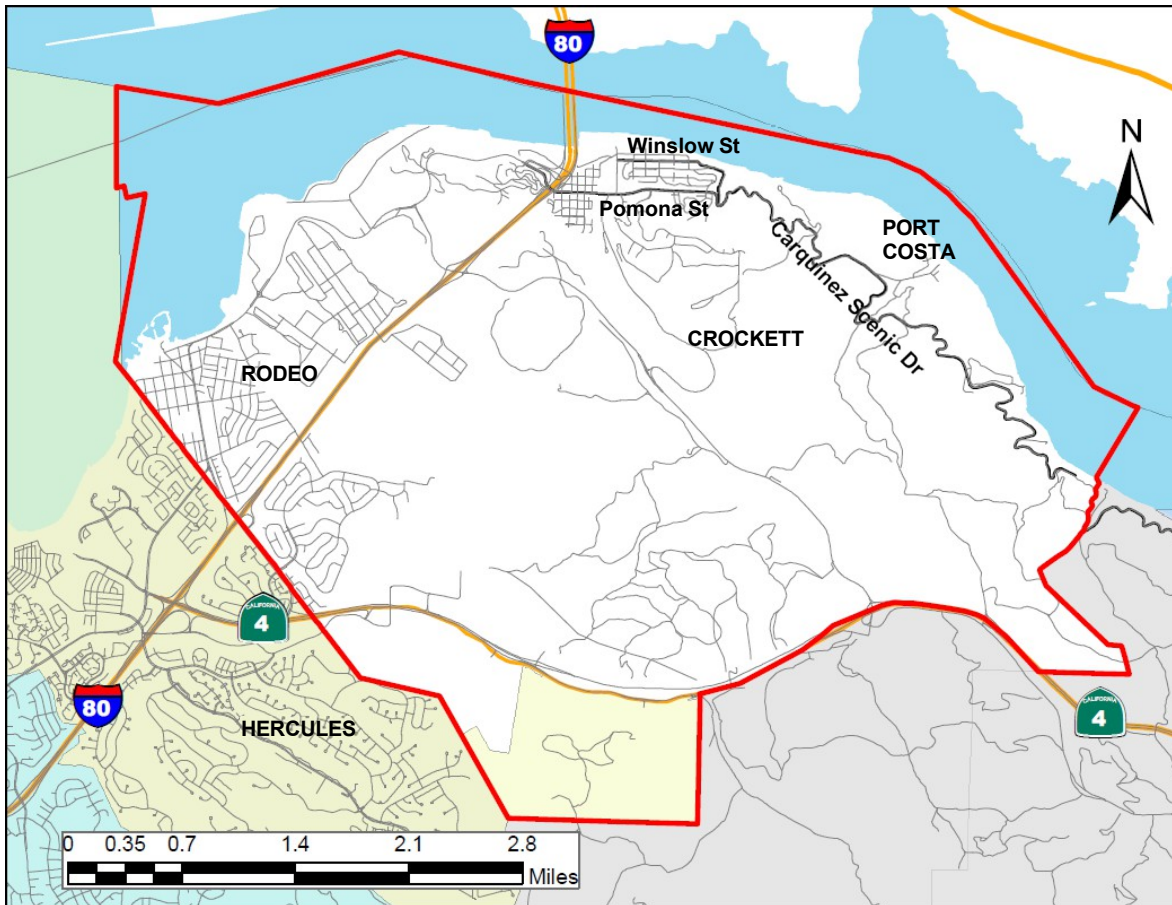 80
N
Winslow St
Pomona St
PORT
COSTA
Carquinez Scenic Dr
CROCKETT
RODEO
CALIFORNIA
4
80
HERCULES
CALIFORNIA
4
0 0.35 0.7 1.4 2.1 2.8
Miles